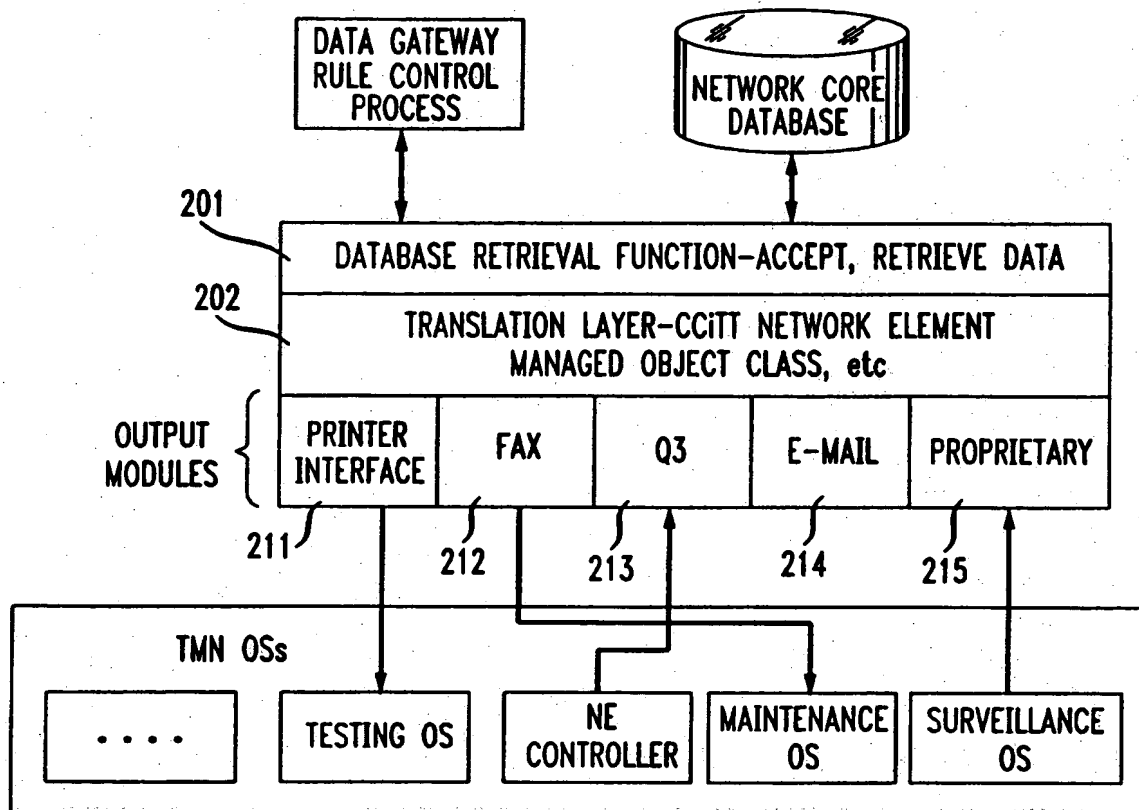 DATA GATEWAY
RULE CONTROL
PROCESS
NETWORK CORE
DATABASE
201
DATABASE RETRIEVAL FUNCTION-ACCEPT, RETRIEVE DATA
202
TRANSLATION LAYER-CCiTT NETWORK ELEMENT
MANAGED OBJECT CLASS, etc
OUTPUT
MODULES
PRINTER
INTERFACE
FAX
Q3
E-MAIL
PROPRIETARY
211
212
213
214
215
TMN OSs
. . . .
TESTING OS
NE
CONTROLLER
MAINTENANCE
OS
SURVEILLANCE
OS